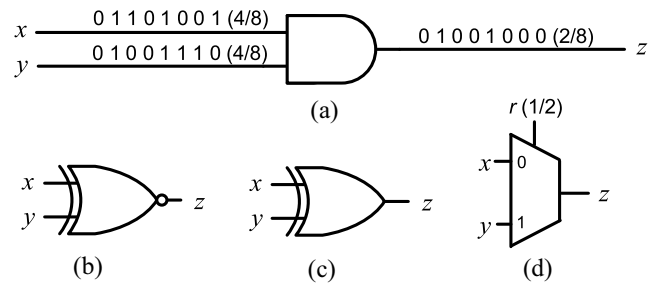 x 0 1 1 0 1 0 0 1 (4/8)
y 0 1 0 0 1 1 1 0 (4/8)
0 1 0 0 1 0 0 0 (2/8) z
(a)
r (1/2)
x y z
(b)
x y z
(c)
x 0 y 1 z
(d)